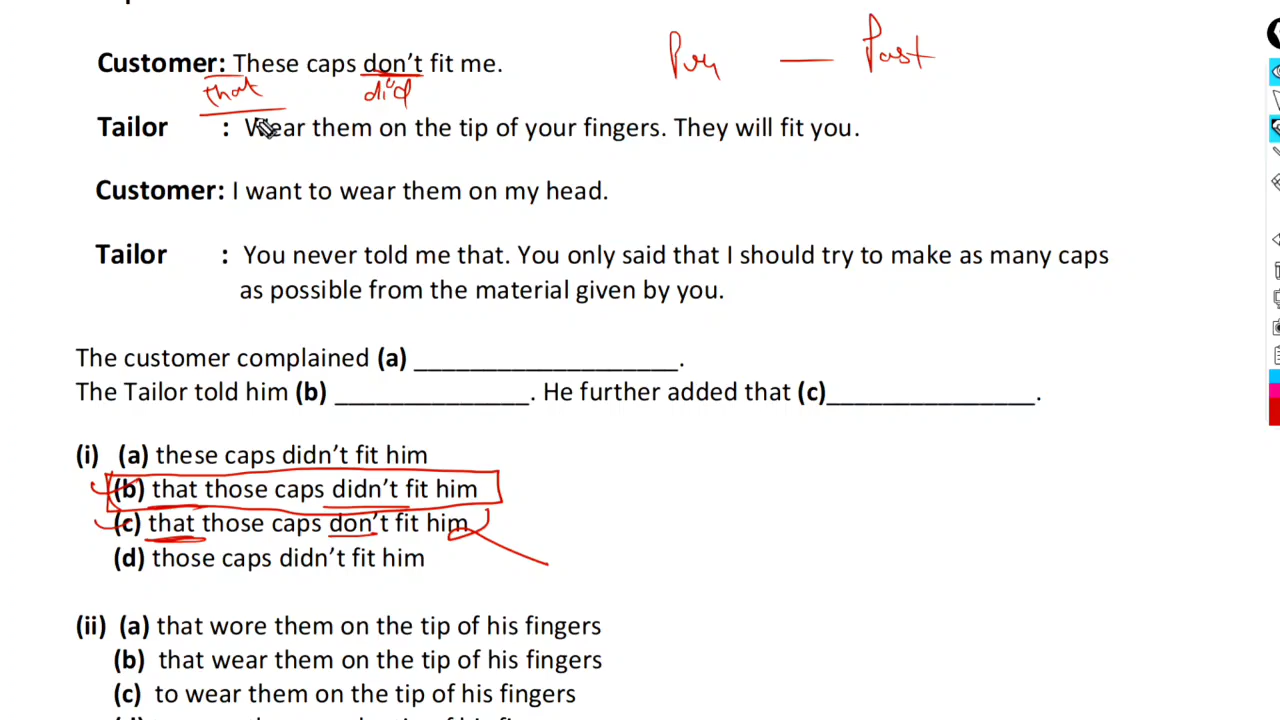 Customer: These caps don't fit me.
Pre — Past
that did
Tailor : Wear them on the tip of your fingers. They will fit you.
Customer: I want to wear them on my head.
Tailor : You never told me that. You only said that I should try to make as many caps
as possible from the material given by you.
The customer complained (a) ____________________.
The Tailor told him (b) _______________. He further added that (c)________________.
(i) (a) these caps didn't fit him
(b) that those caps didn't fit him
(c) that those caps don't fit him
(d) those caps didn't fit him
(ii) (a) that wore them on the tip of his fingers
(b) that wear them on the tip of his fingers
(c) to wear them on the tip of his fingers